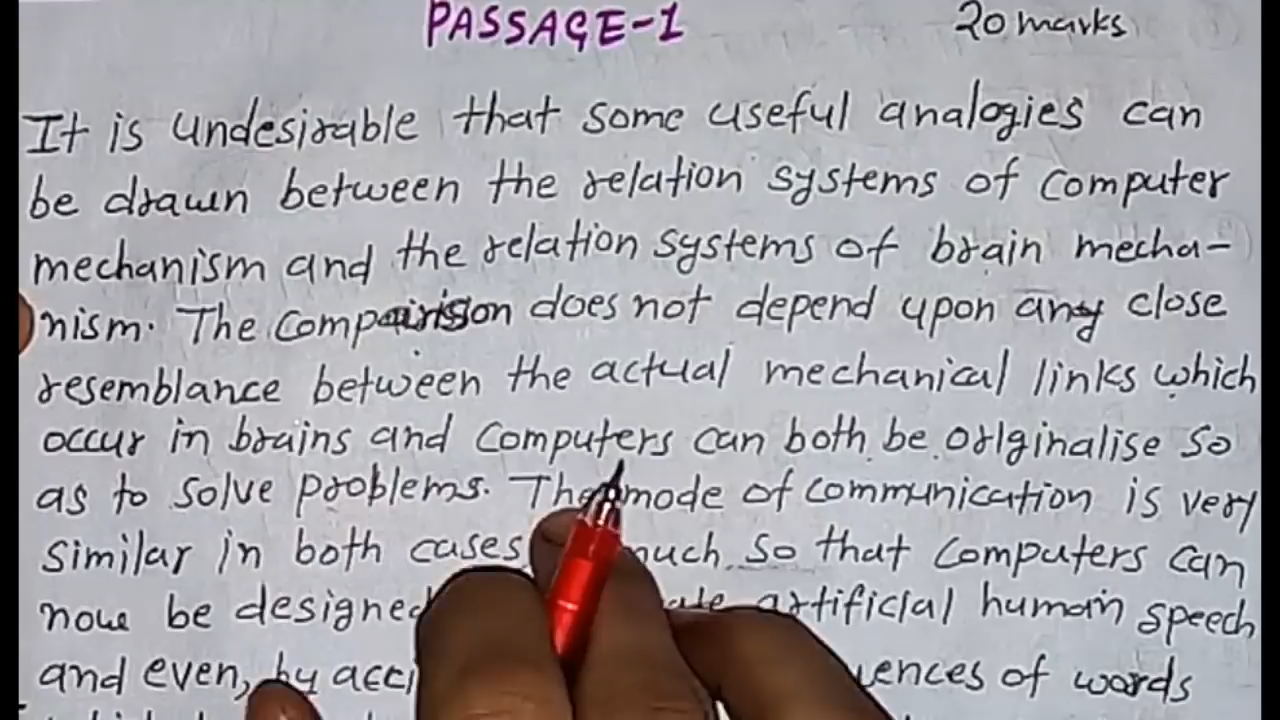 PASSAGE-1
20 marks
It is undesirable that some useful analogies can
be drawn between the relation systems of computer
mechanism and the relation systems of brain mecha-
nism. The comparision does not depend upon any close
resemblance between the actual mechanical links which
occur in brains and computers can both be originalise so
as to solve problems. The mode of communication is very
similar in both cases much so that computers can
now be designed artificial human speech
and even, by of words